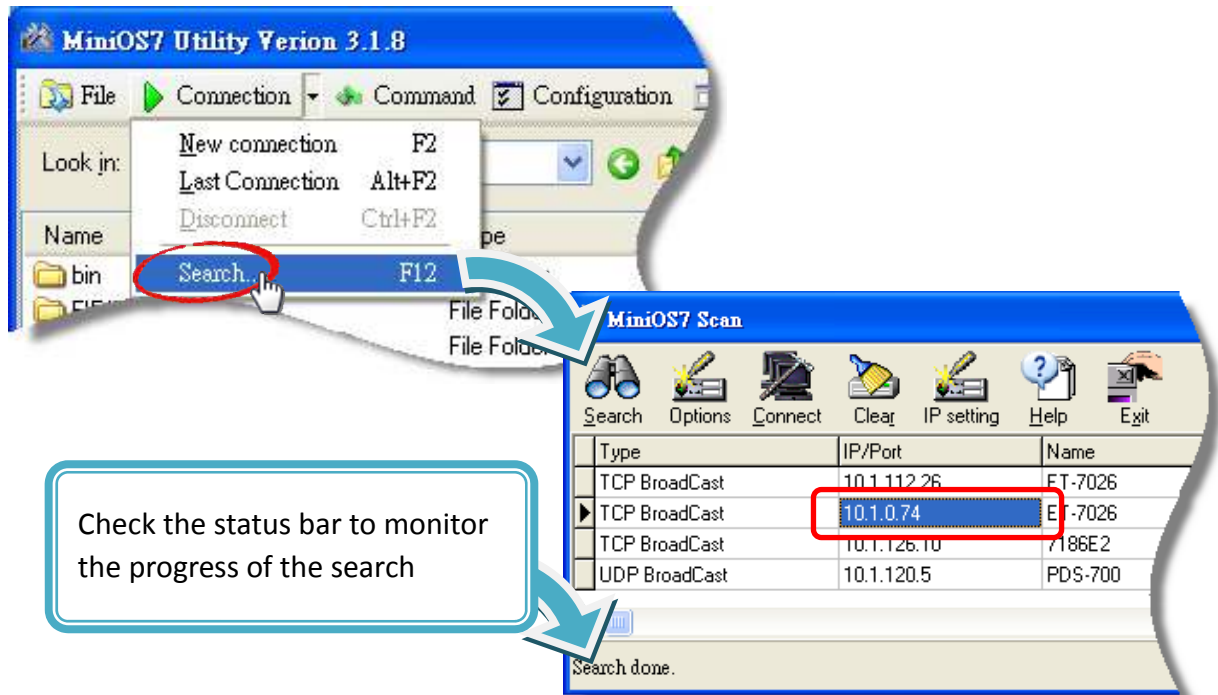 MiniOS7 Utility Verion 3.1.8
File Connection Command Configuration
Look in:
New connection F2
Last Connection Alt+F2
Disconnect Ctrl+F2
Search... F12
Name pe
bin
File Folde
File Folder
MiniOS7 Scan
Search Options Connect Clear IP setting Help Exit
Type IP/Port Name
TCP BroadCast 10.1.112.26 ET-7026
TCP BroadCast 10.1.0.74 ET-7026
TCP BroadCast 10.1.126.10 7186E2
UDP BroadCast 10.1.120.5 PDS-700
Search done.
Check the status bar to monitor
the progress of the search